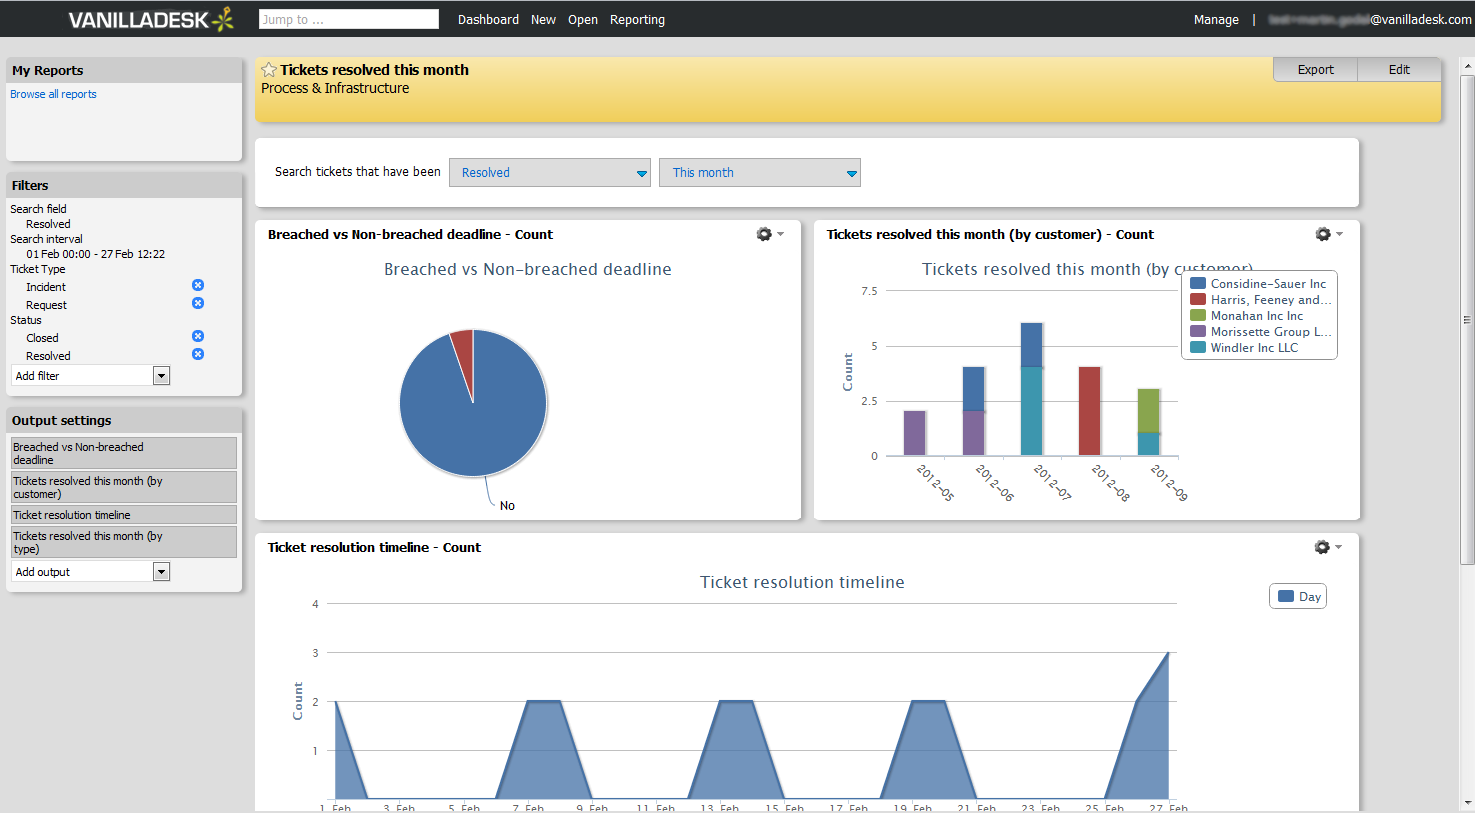 VANILLADESK
Jump to ...
Dashboard New Open Reporting
Manage | @vanilladesk.com
My Reports
Browse all reports
Filters
Search field
Resolved
Search interval
01 Feb 00:00 - 27 Feb 12:22
Ticket Type
Incident
Request
Status
Closed
Resolved
Add filter
Output settings
Breached vs Non-breached
deadline
Tickets resolved this month (by
customer)
Ticket resolution timeline
Tickets resolved this month (by
type)
Add output
Tickets resolved this month
Process & Infrastructure
Export Edit
Search tickets that have been Resolved This month
Breached vs Non-breached deadline - Count
Breached vs Non-breached deadline
No
Tickets resolved this month (by customer) - Count
Tickets resolved this month (by customer)
Considine-Sauer Inc
Harris, Feeney and...
Monahan Inc Inc
Morissette Group L...
Windler Inc LLC
Count
7.5
5
2.5
0
2012-05
2012-06
2012-07
2012-08
2012-09
Ticket resolution timeline - Count
Ticket resolution timeline
Day
Count
4
3
2
1
1. Feb 3. Feb 5. Feb 7. Feb 9. Feb 11. Feb 13. Feb 15. Feb 17. Feb 19. Feb 21. Feb 23. Feb 25. Feb 27. Feb